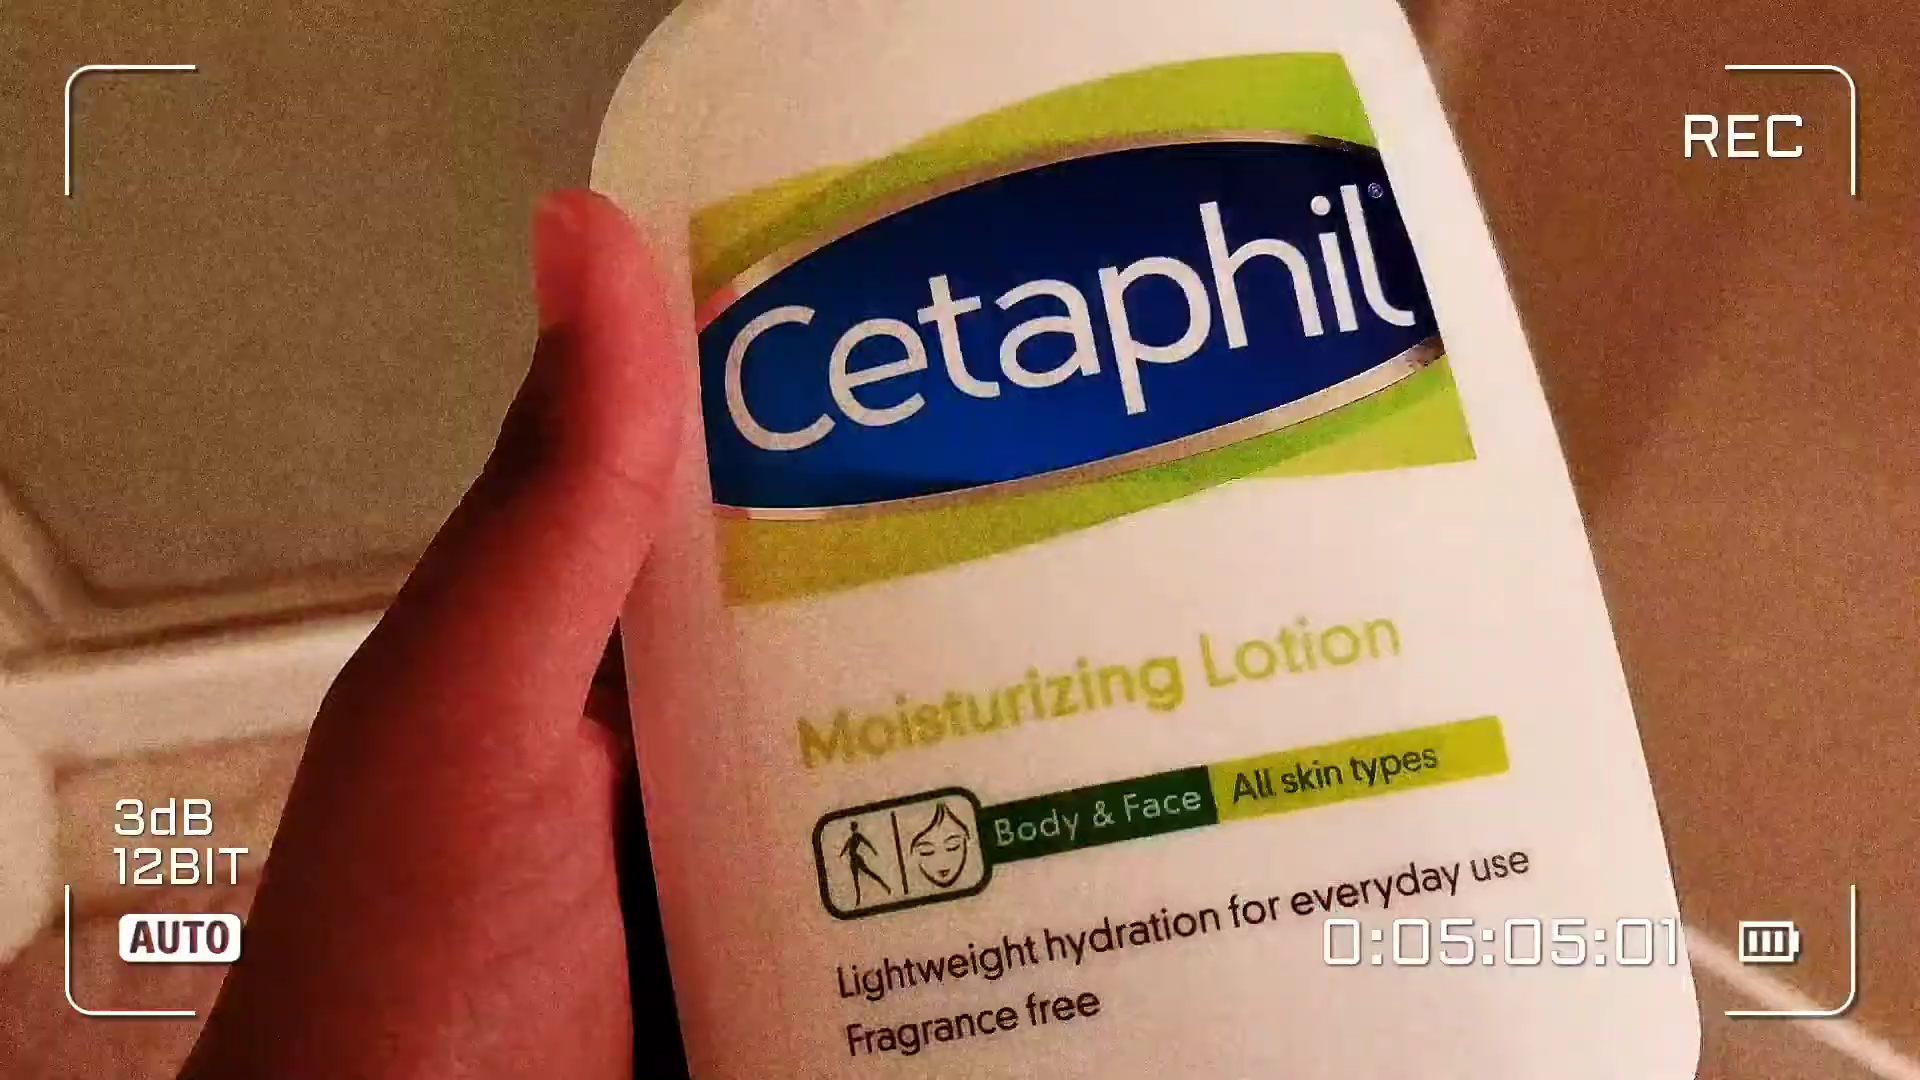 REC
Cetaphil®
Moisturizing Lotion
Body & Face All skin types
Lightweight hydration for everyday use
Fragrance free
3dB
12BIT
AUTO
0:05:05:01